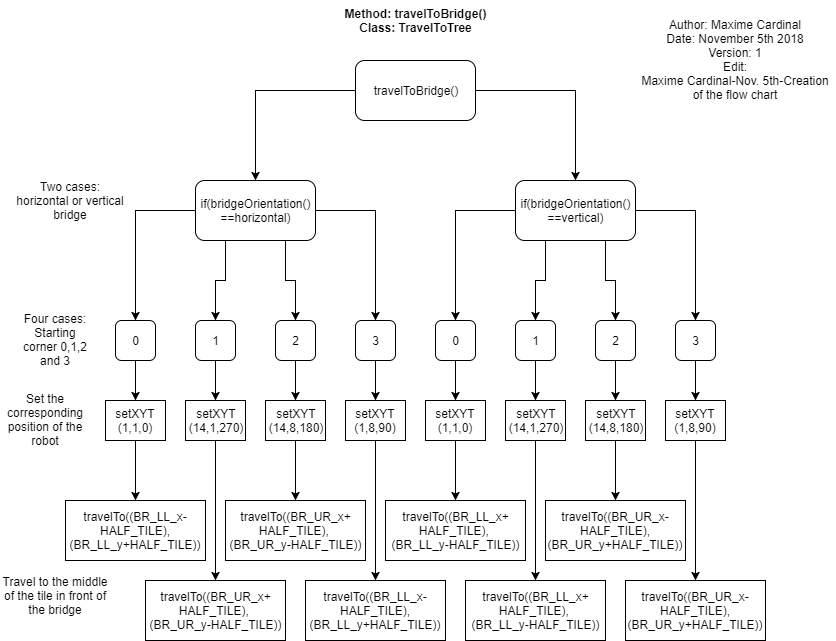 Method: travelToBridge()
Class: TravelToTree
Author: Maxime Cardinal
Date: November 5th 2018
Version: 1
Edit:
Maxime Cardinal-Nov. 5th-Creation
of the flow chart
travelToBridge()
Two cases:
horizontal or vertical
bridge
if(bridgeOrientation()
==horizontal)
if(bridgeOrientation()
==vertical)
Four cases:
Starting
corner 0,1,2
and 3
0
1
2
3
0
1
2
3
Set the
corresponding
position of the
robot
setXYT
(1,1,0)
setXYT
(14,1,270)
setXYT
(14,8,180)
setXYT
(1,8,90)
setXYT
(1,1,0)
setXYT
(14,1,270)
setXYT
(14,8,180)
setXYT
(1,8,90)
travelTo((BR_LL_x-
HALF_TILE),
(BR_LL_y+HALF_TILE))
travelTo((BR_UR_x+
HALF_TILE),
(BR_UR_y-HALF_TILE))
travelTo((BR_LL_x+
HALF_TILE),
(BR_LL_y-HALF_TILE))
travelTo((BR_UR_x-
HALF_TILE),
(BR_UR_y+HALF_TILE))
Travel to the middle
of the tile in front of
the bridge
travelTo((BR_UR_x+
HALF_TILE),
(BR_UR_y-HALF_TILE))
travelTo((BR_LL_x-
HALF_TILE),
(BR_LL_y+HALF_TILE))
travelTo((BR_LL_x+
HALF_TILE),
(BR_LL_y-HALF_TILE))
travelTo((BR_UR_x-
HALF_TILE),
(BR_UR_y+HALF_TILE))